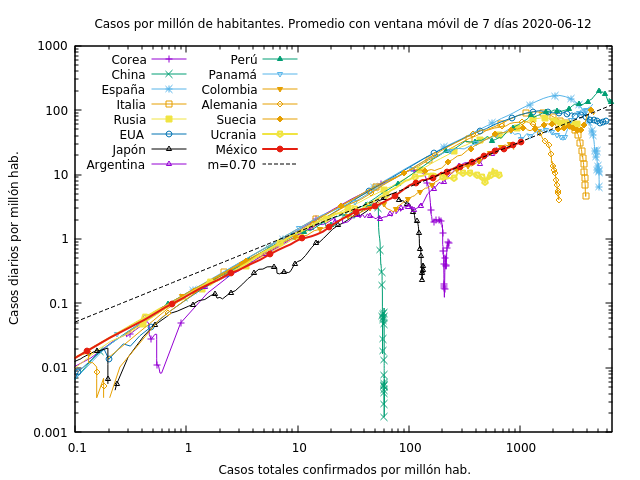 Casos por millón de habitantes. Promedio con ventana móvil de 7 días 2020-06-12
Casos diarios por millón hab.
1000
100
10
1
0.1
0.01
0.001
Corea
China
España
Italia
Rusia
EUA
Japón
Argentina
Perú
Panamá
Colombia
Alemania
Suecia
Ucrania
México
m=0.70
0.1
1
10
100
1000
Casos totales confirmados por millón hab.